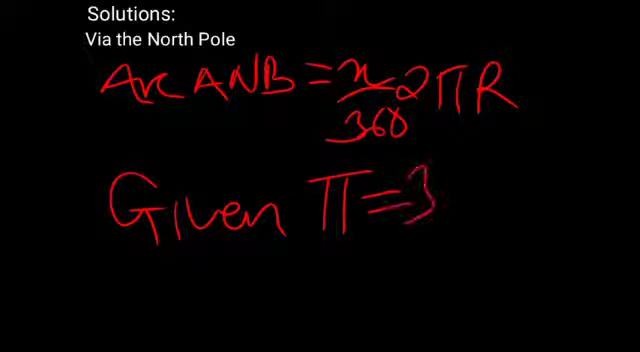 Solutions:
Via the North Pole
Arc ANB = x/360 2πR
Given π = 3